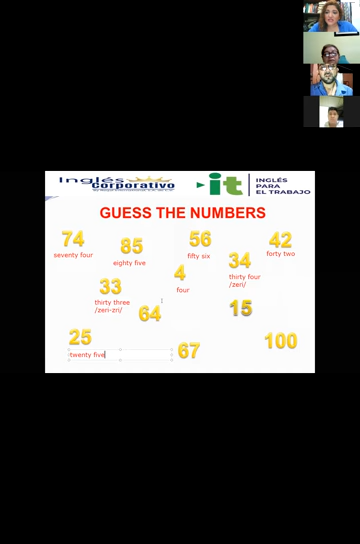 Inglés
Corporativo
it
INGLÉS
PARA
EL TRABAJO
GUESS THE NUMBERS
74
seventy four
85
eighty five
56
fifty six
42
forty two
34
thirty four
/zeri/
4
four
33
thirty three
/zeri-zri/
64
15
25
twenty five
67
100